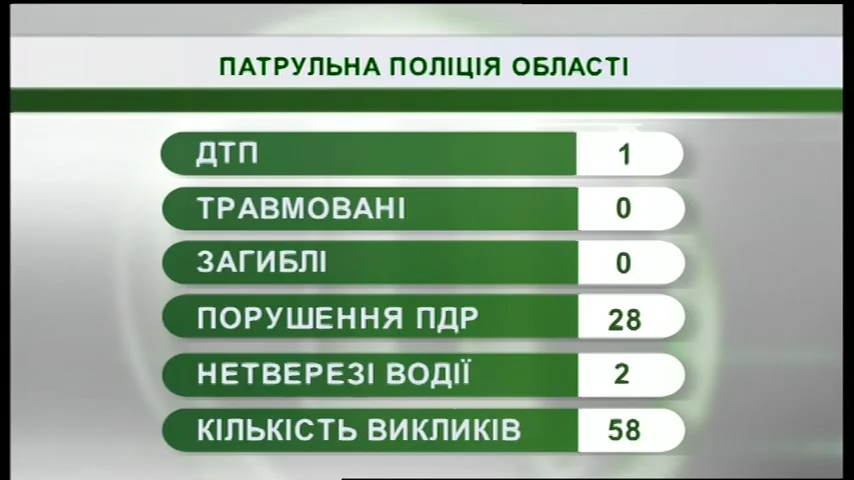 ПАТРУЛЬНА ПОЛІЦІЯ ОБЛАСТІ
ДТП 1
ТРАВМОВАНІ 0
ЗАГИБЛІ 0
ПОРУШЕННЯ ПДР 28
НЕТВЕРЕЗІ ВОДІЇ 2
КІЛЬКІСТЬ ВИКЛИКІВ 58